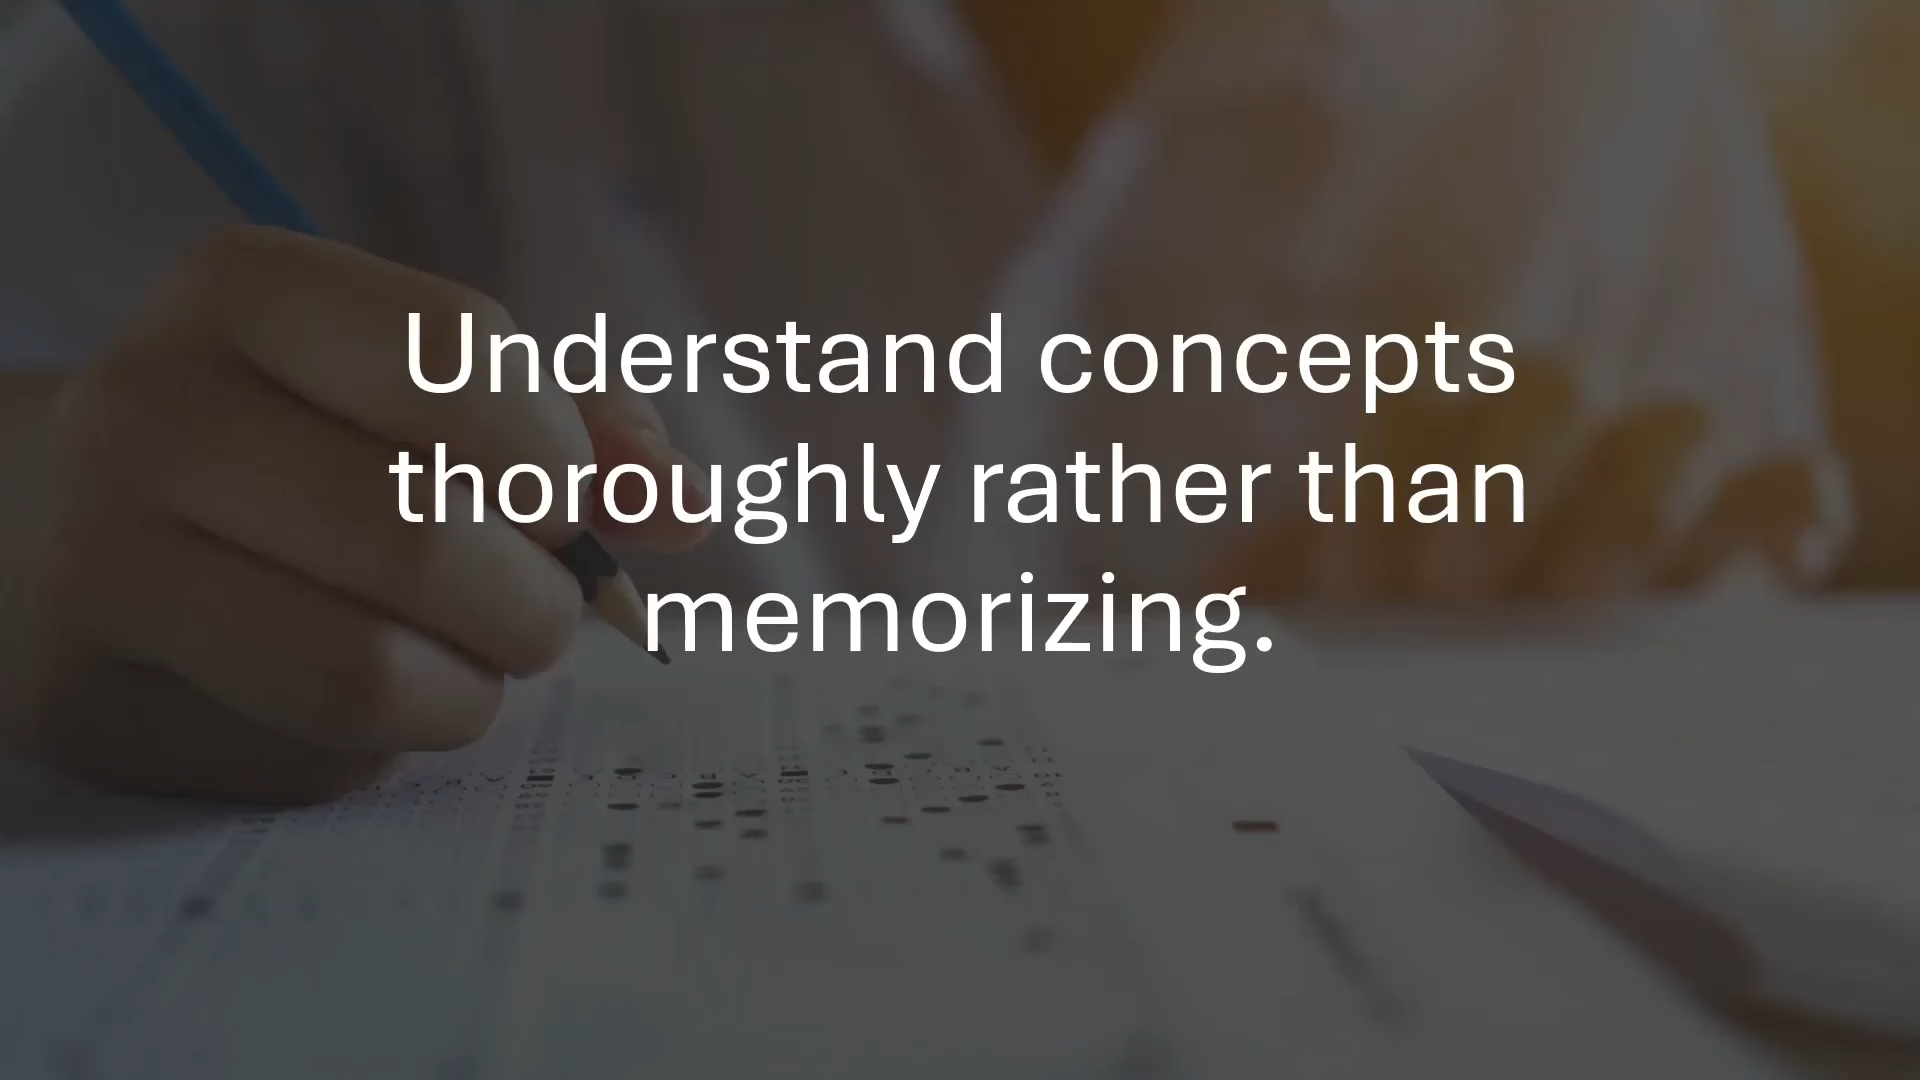 Understand concepts
thoroughly rather than
memorizing.